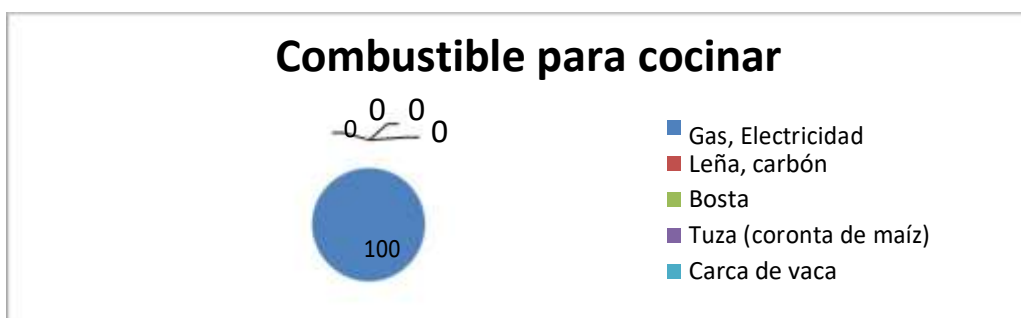 Combustible para cocinar
0 0
0 0
100
Gas, Electricidad
Leña, carbón
Bosta
Tuza (coronta de maíz)
Carca de vaca